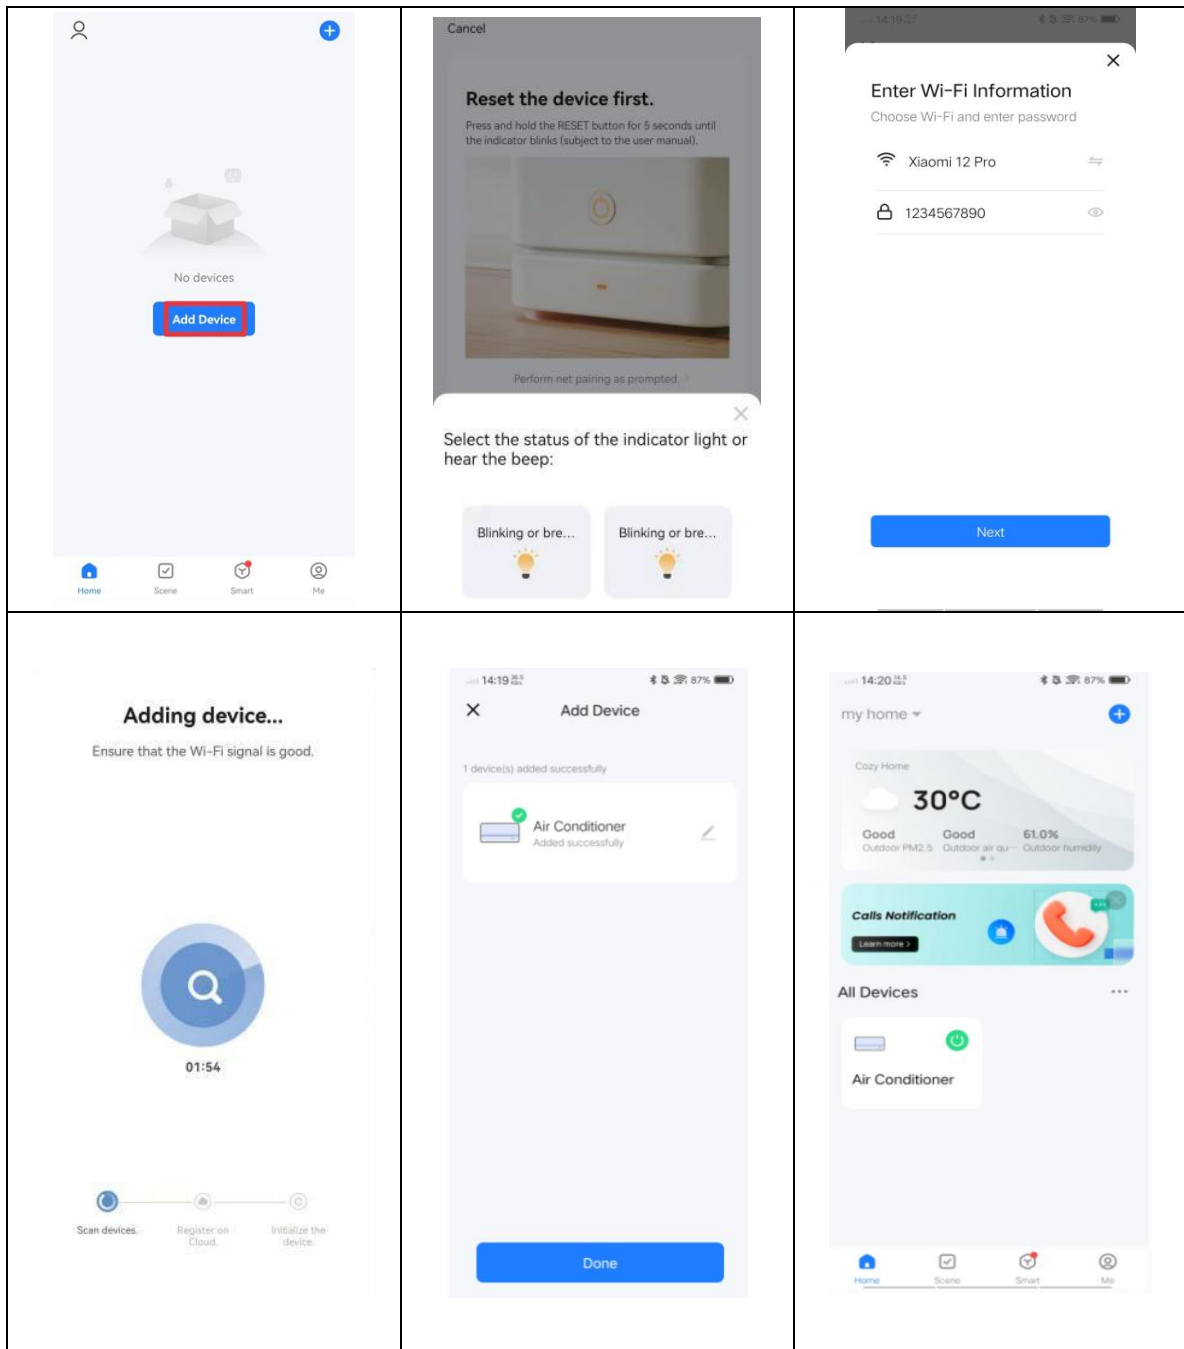 No devices
Add Device
Home
Scene
Smart
Me
Cancel
Reset the device first.
Press and hold the RESET button for 5 seconds until
the indicator blinks (subject to the user manual).
Perform net pairing as prompted.
Select the status of the indicator light or
hear the beep:
Blinking or bre...
Blinking or bre...
14:19
87%
Enter Wi-Fi Information
Choose Wi-Fi and enter password
Xiaomi 12 Pro
1234567890
Next
Adding device...
Ensure that the Wi-Fi signal is good.
01:54
Scan devices.
Register on
Cloud.
Initialize the
device.
14:19
87%
Add Device
1 device(s) added successfully
Air Conditioner
Added successfully
Done
14:20
87%
my home
Cozy Home
30°C
Good
Good
61.0%
Outdoor PM2.5
Outdoor air qu···
Outdoor humidity
Calls Notification
Learn more >
All Devices
Air Conditioner
Home
Scene
Smart
Me